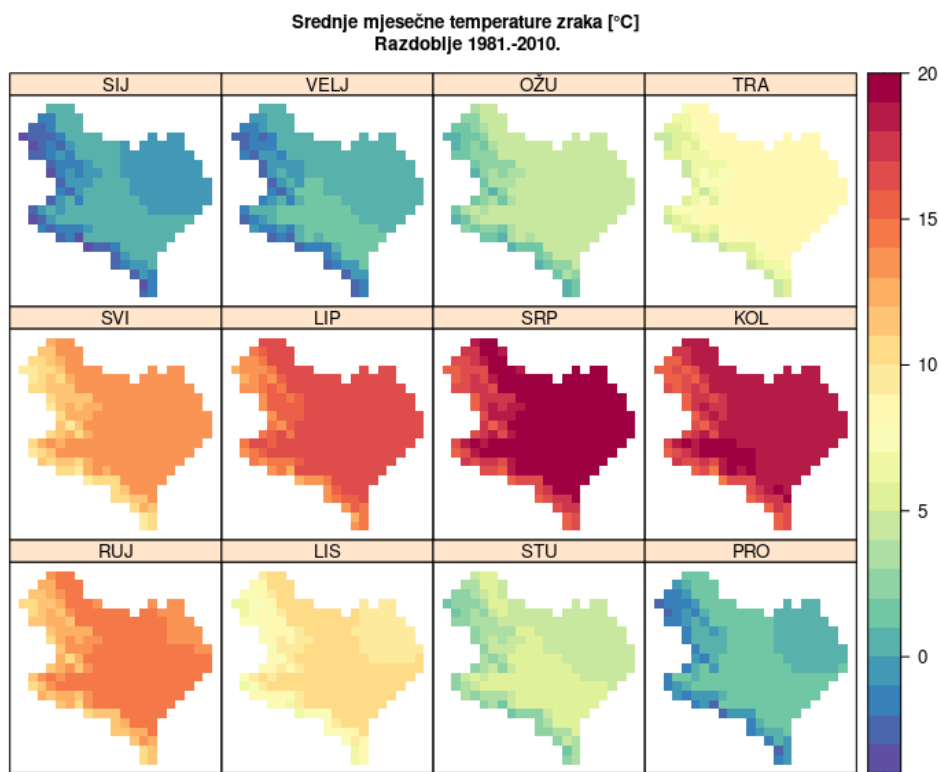 Srednje mjesečne temperature zraka [°C]
Razdoblje 1981.-2010.
SIJ VELJ OŽU TRA
SVI LIP SRP KOL
RUJ LIS STU PRO
20
15
10
5
0